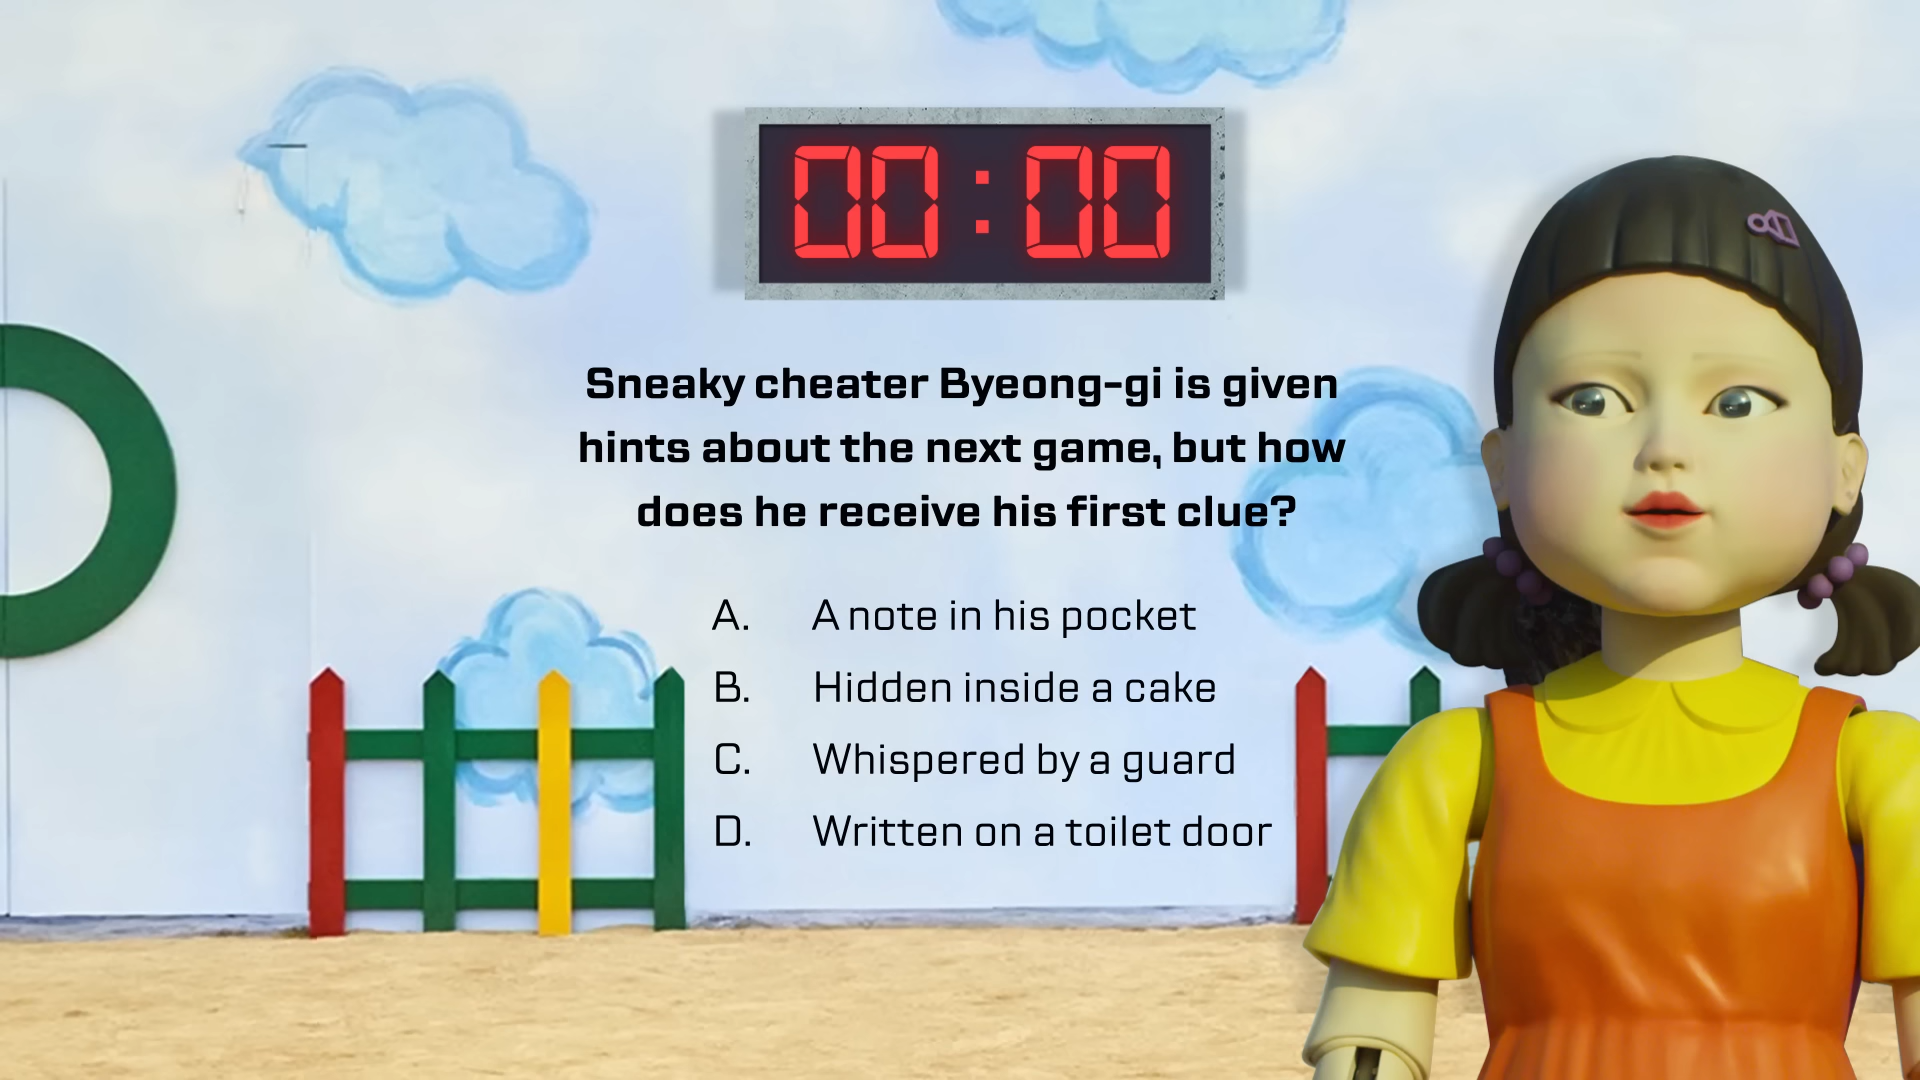 00:00
Sneaky cheater Byeong-gi is given
hints about the next game, but how
does he receive his first clue?
A. A note in his pocket
B. Hidden inside a cake
C. Whispered by a guard
D. Written on a toilet door